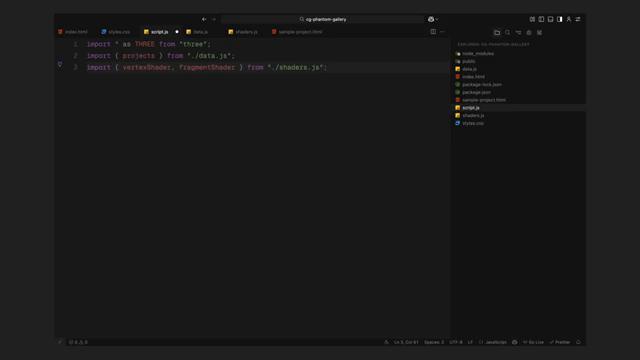 cg-phantom-gallery
index.html
styles.css
script.js
data.js
shaders.js
sample-project.html
1 import * as THREE from "three";
2 import { projects } from "./data.js";
3 import { vertexShader, fragmentShader } from "./shaders.js";
EXPLORER: CG-PHANTOM-GALLERY
node_modules
public
data.js
index.html
package-lock.json
package.json
sample-project.html
script.js
shaders.js
styles.css
0 0
Ln 3, Col 61
Spaces: 2
UTF-8
LF
JavaScript
Go Live
Prettier